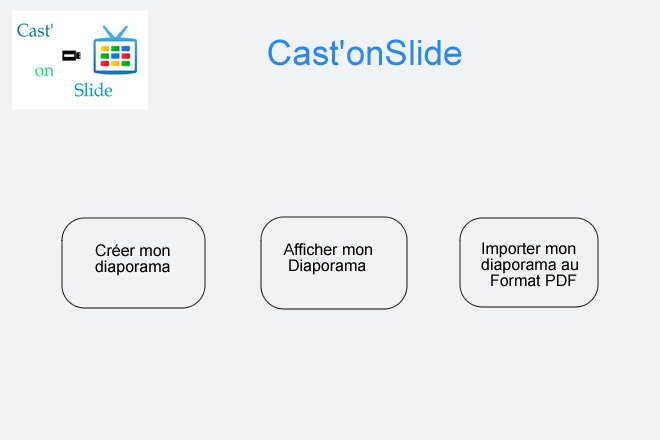 Cast'
on
Slide
Cast'onSlide
Créer mon
diaporama
Afficher mon
Diaporama
Importer mon
diaporama au
Format PDF